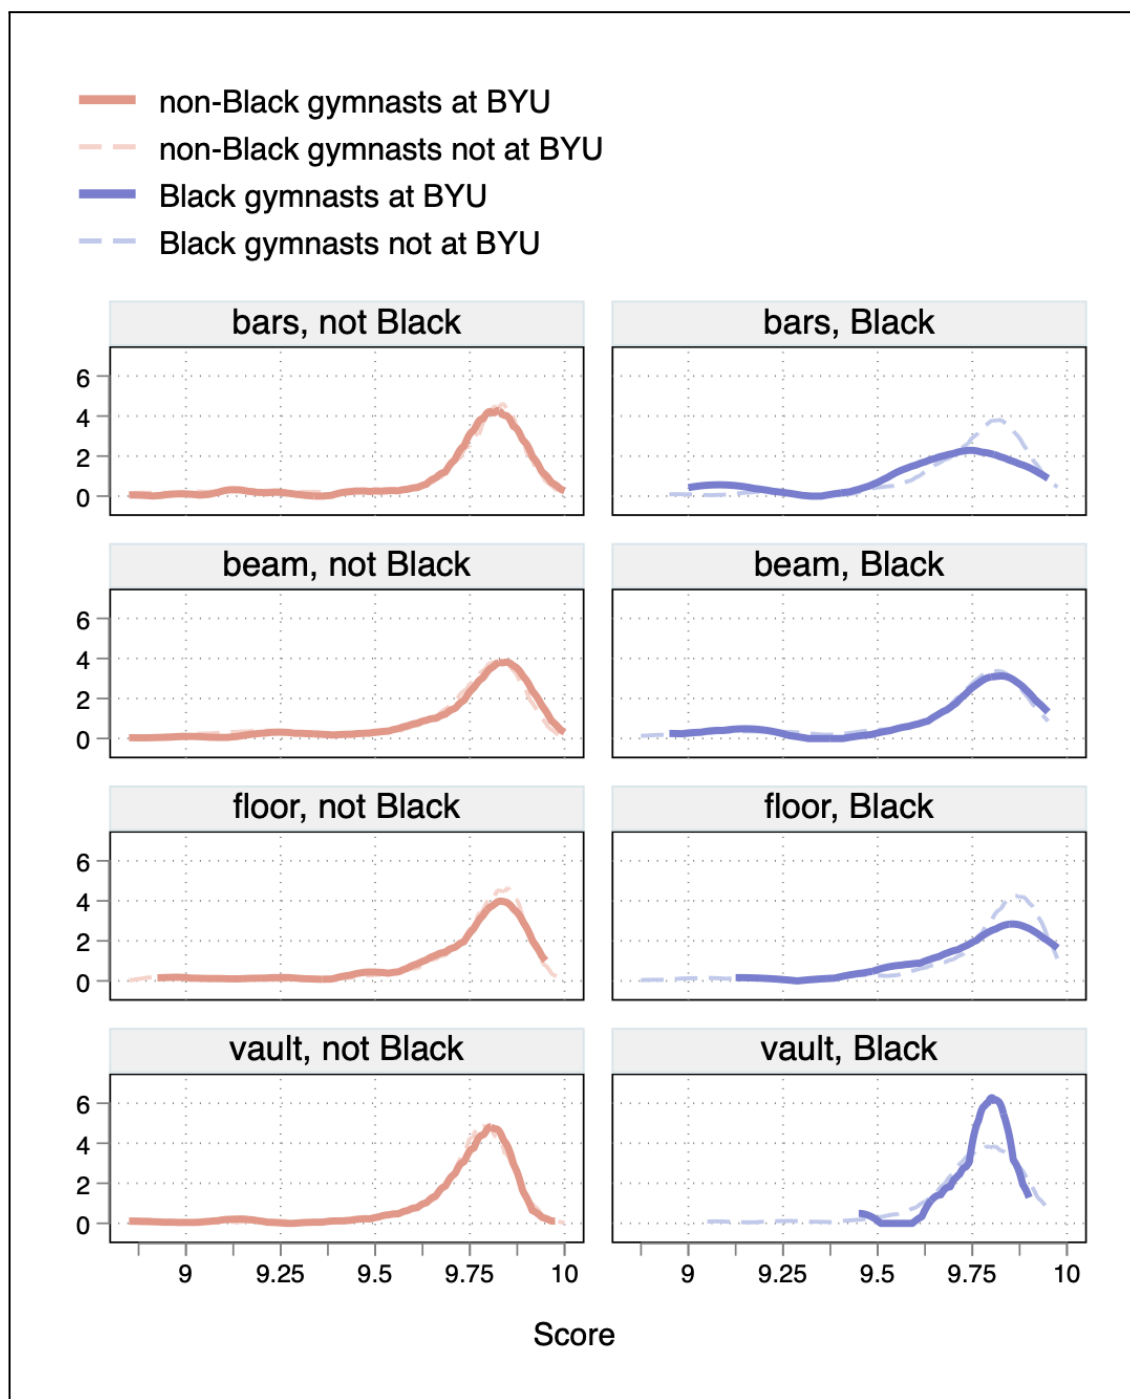 non-Black gymnasts at BYU
non-Black gymnasts not at BYU
Black gymnasts at BYU
Black gymnasts not at BYU
bars, not Black
bars, Black
6
4
2
0
beam, not Black
beam, Black
6
4
2
0
floor, not Black
floor, Black
6
4
2
0
vault, not Black
vault, Black
6
4
2
0
9 9.25 9.5 9.75 10
9 9.25 9.5 9.75 10
Score